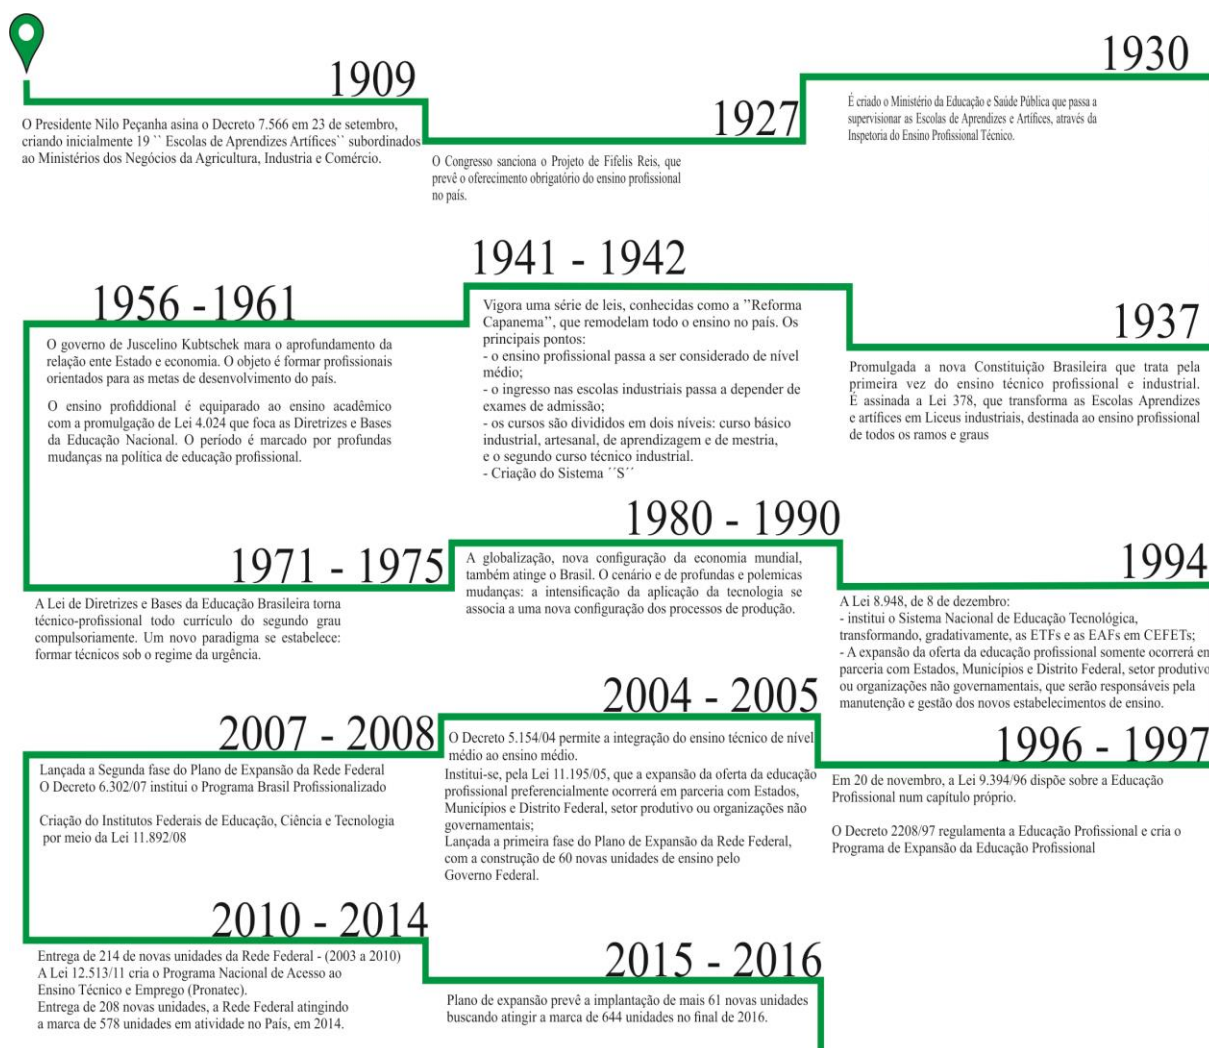 1909
O Presidente Nilo Peçanha asina o Decreto 7.566 em 23 de setembro,
criando inicialmente 19 `` Escolas de Aprendizes Artífices`` subordinados
ao Ministérios dos Negócios da Agricultura, Industria e Comércio.
1927
O Congresso sanciona o Projeto de Fifelis Reis, que
prevê o oferecimento obrigatório do ensino profissional
no país.
1930
É criado o Ministério da Educação e Saúde Pública que passa a
supervisionar as Escolas de Aprendizes e Artífices, através da
Inspetoria do Ensino Profissional Técnico.
1937
Promulgada a nova Constituição Brasileira que trata pela
primeira vez do ensino técnico profissional e industrial.
É assinada a Lei 378, que transforma as Escolas Aprendizes
e artífices em Liceus industriais, destinada ao ensino profissional
de todos os ramos e graus
1941 - 1942
Vigora uma série de leis, conhecidas como a ’’Reforma
Capanema’’, que remodelam todo o ensino no país. Os
principais pontos:
- o ensino profissional passa a ser considerado de nível
médio;
- o ingresso nas escolas industriais passa a depender de
exames de admissão;
- os cursos são divididos em dois níveis: curso básico
industrial, artesanal, de aprendizagem e de mestria,
e o segundo curso técnico industrial.
- Criação do Sistema ´´S´´
1956 -1961
O governo de Juscelino Kubtschek mara o aprofundamento da
relação ente Estado e economia. O objeto é formar profissionais
orientados para as metas de desenvolvimento do país.
O ensino profiddional é equiparado ao ensino acadêmico
com a promulgação de Lei 4.024 que foca as Diretrizes e Bases
da Educação Nacional. O período é marcado por profundas
mudanças na política de educação profissional.
1971 - 1975
A Lei de Diretrizes e Bases da Educação Brasileira torna
técnico-profissional todo currículo do segundo grau
compulsoriamente. Um novo paradigma se estabelece:
formar técnicos sob o regime da urgência.
1980 - 1990
A globalização, nova configuração da economia mundial,
também atinge o Brasil. O cenário e de profundas e polemicas
mudanças: a intensificação da aplicação da tecnologia se
associa a uma nova configuração dos processos de produção.
1994
A Lei 8.948, de 8 de dezembro:
- institui o Sistema Nacional de Educação Tecnológica,
transformando, gradativamente, as ETFs e as EAFs em CEFETs;
- A expansão da oferta da educação profissional somente ocorrerá em
parceria com Estados, Municípios e Distrito Federal, setor produtivo
ou organizações não governamentais, que serão responsáveis pela
manutenção e gestão dos novos estabelecimentos de ensino.
1996 - 1997
Em 20 de novembro, a Lei 9.394/96 dispõe sobre a Educação
Profissional num capítulo próprio.
O Decreto 2208/97 regulamenta a Educação Profissional e cria o
Programa de Expansão da Educação Profissional
2004 - 2005
O Decreto 5.154/04 permite a integração do ensino técnico de nível
médio ao ensino médio.
Institui-se, pela Lei 11.195/05, que a expansão da oferta da educação
profissional preferencialmente ocorrerá em parceria com Estados,
Municípios e Distrito Federal, setor produtivo ou organizações não
governamentais;
Lançada a primeira fase do Plano de Expansão da Rede Federal,
com a construção de 60 novas unidades de ensino pelo
Governo Federal.
2007 - 2008
Lançada a Segunda fase do Plano de Expansão da Rede Federal
O Decreto 6.302/07 institui o Programa Brasil Profissionalizado
Criação do Institutos Federais de Educação, Ciência e Tecnologia
por meio da Lei 11.892/08
2010 - 2014
Entrega de 214 de novas unidades da Rede Federal - (2003 a 2010)
A Lei 12.513/11 cria o Programa Nacional de Acesso ao
Ensino Técnico e Emprego (Pronatec).
Entrega de 208 novas unidades, a Rede Federal atingindo
a marca de 578 unidades em atividade no País, em 2014.
2015 - 2016
Plano de expansão prevê a implantação de mais 61 novas unidades
buscando atingir a marca de 644 unidades no final de 2016.